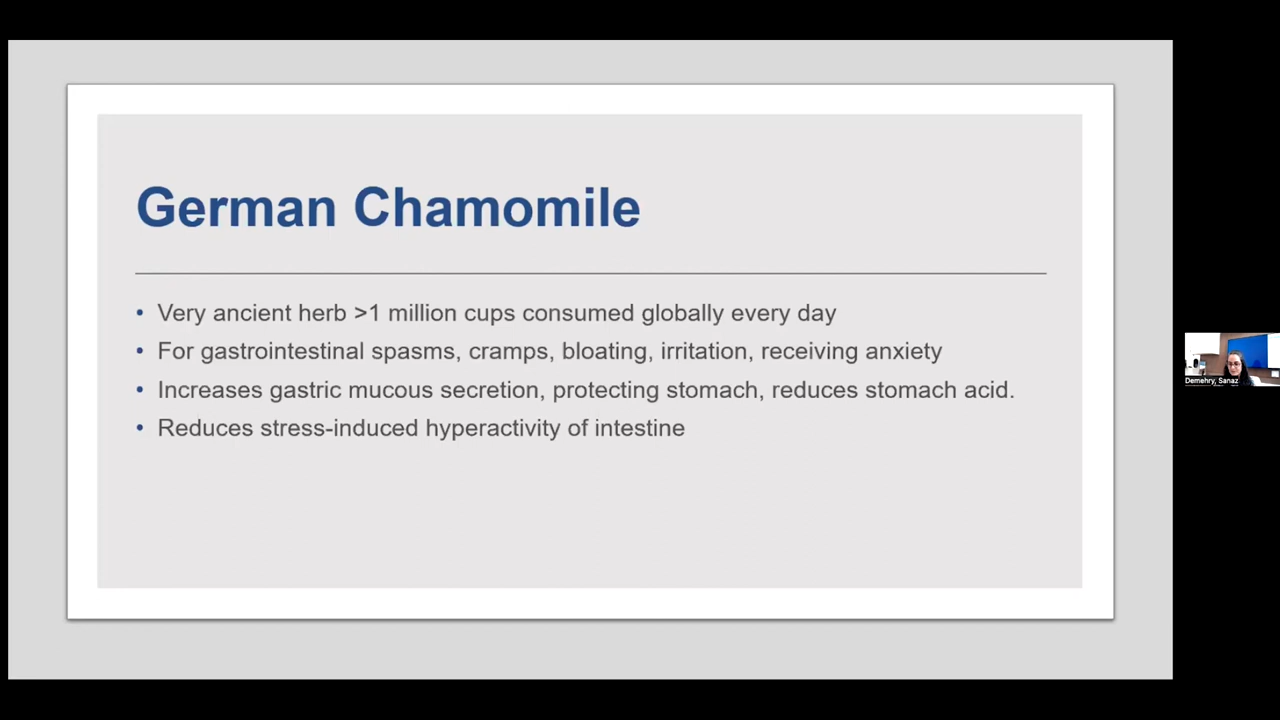 German Chamomile
• Very ancient herb >1 million cups consumed globally every day
• For gastrointestinal spasms, cramps, bloating, irritation, receiving anxiety
• Increases gastric mucous secretion, protecting stomach, reduces stomach acid.
• Reduces stress-induced hyperactivity of intestine
Demehry, Sanaz